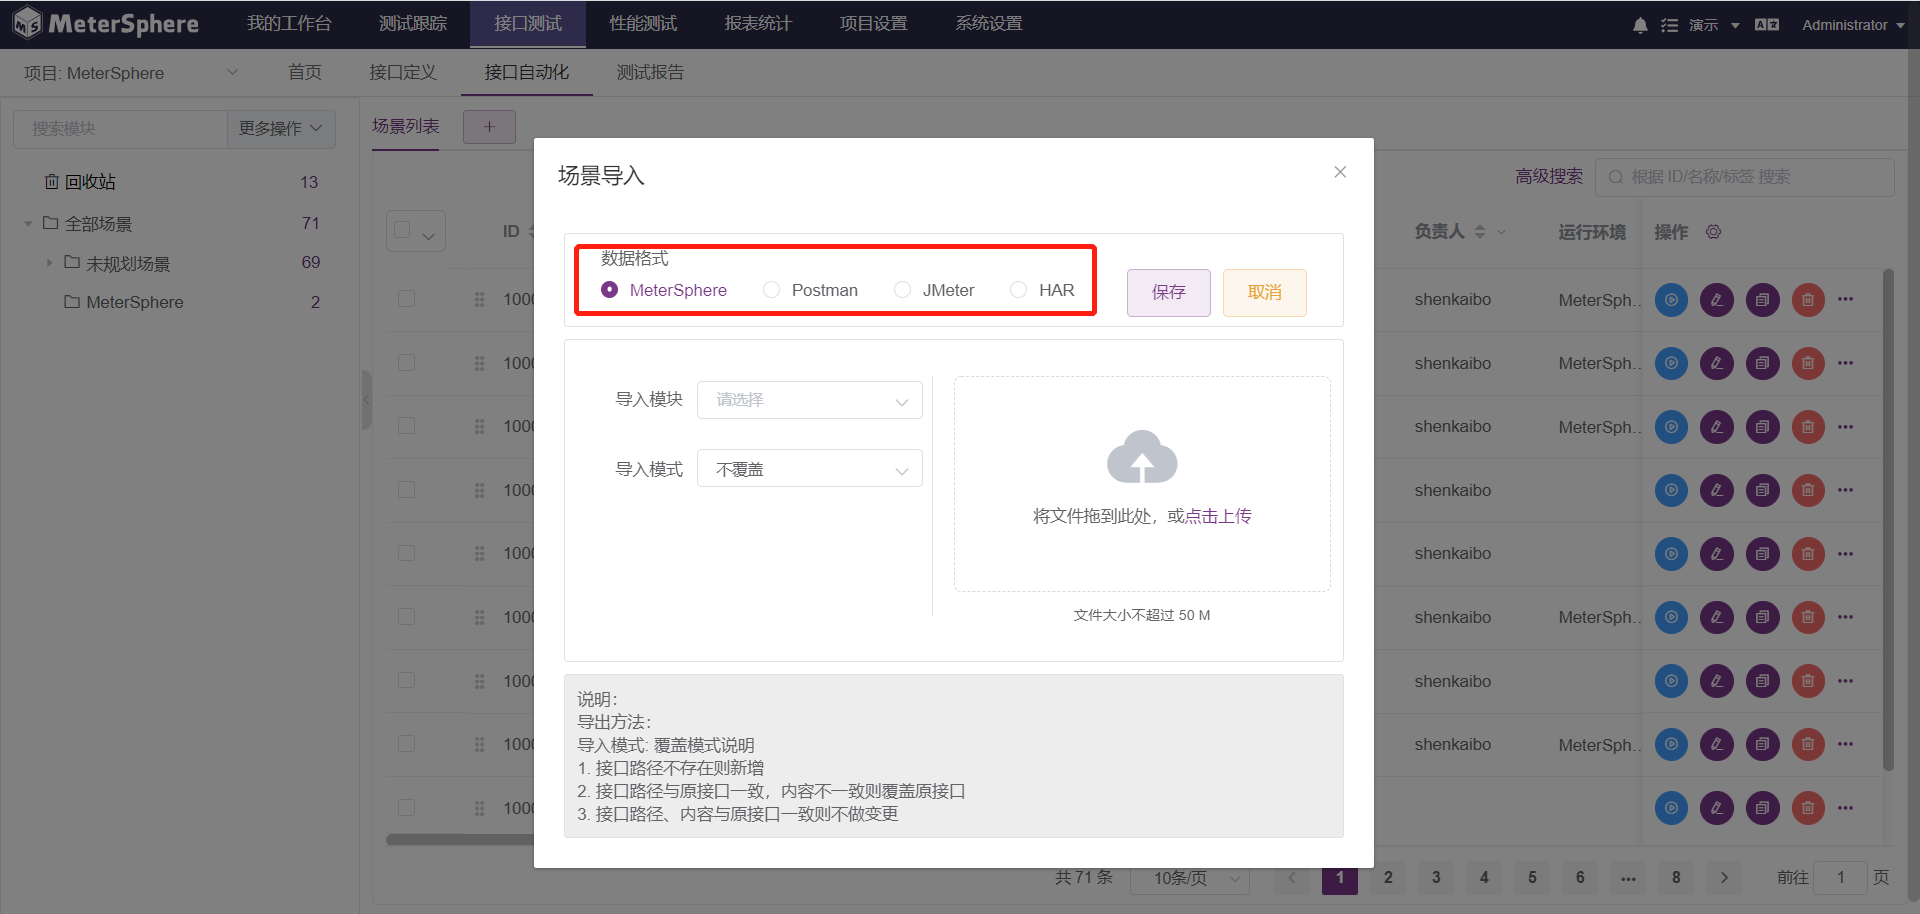 MeterSphere 我的工作台 测试跟踪 接口测试 性能测试 报表统计 项目设置 系统设置 演示 Administrator
项目: MeterSphere 首页 接口定义 接口自动化 测试报告
搜索模块 更多操作 场景列表 +
场景导入
回收站 13 高级搜索 根据 ID/名称/标签 搜索
全部场景 71 ID 负责人 运行环境 操作
未规划场景 69
MeterSphere 2
数据格式
MeterSphere Postman JMeter HAR 保存 取消
100 shenkaibo MeterSph...
100 shenkaibo MeterSph...
导入模块 请选择
100 shenkaibo MeterSph...
导入模式 不覆盖
100 shenkaibo
将文件拖到此处，或点击上传
100 shenkaibo
100 shenkaibo MeterSph...
文件大小不超过 50 M
100 shenkaibo
说明：
导出方法：
导入模式: 覆盖模式说明
100 shenkaibo MeterSph...
1. 接口路径不存在则新增
2. 接口路径与原接口一致，内容不一致则覆盖原接口
3. 接口路径、内容与原接口一致则不做变更
100
共 71 条 10条/页 1 2 3 4 5 6 ... 8 前往 1 页